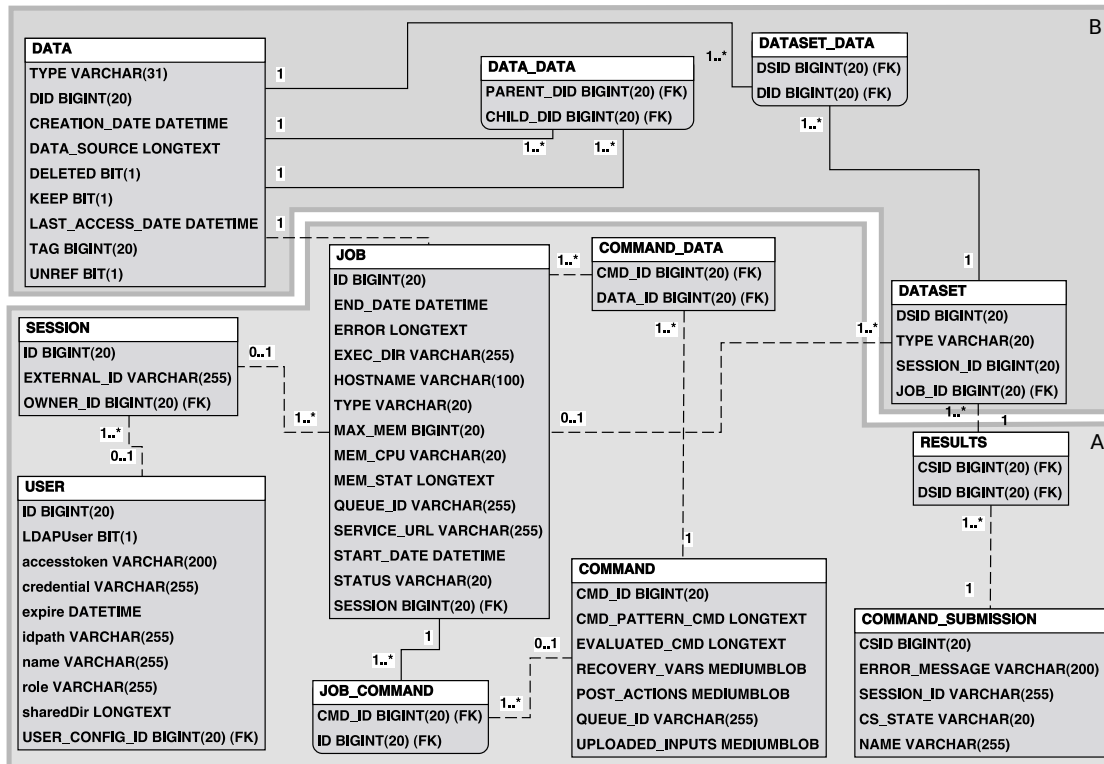 B
DATA
TYPE VARCHAR(31)
DID BIGINT(20)
CREATION_DATE DATETIME
DATA_SOURCE LONGTEXT
DELETED BIT(1)
KEEP BIT(1)
LAST_ACCESS_DATE DATETIME
TAG BIGINT(20)
UNREF BIT(1)
1
1
1
1
DATA_DATA
PARENT_DID BIGINT(20) (FK)
CHILD_DID BIGINT(20) (FK)
1..*
1..*
1..*
DATASET_DATA
DSID BIGINT(20) (FK)
DID BIGINT(20) (FK)
1..*
1
JOB
ID BIGINT(20)
END_DATE DATETIME
ERROR LONGTEXT
EXEC_DIR VARCHAR(255)
HOSTNAME VARCHAR(100)
TYPE VARCHAR(20)
MAX_MEM BIGINT(20)
MEM_CPU VARCHAR(20)
MEM_STAT LONGTEXT
QUEUE_ID VARCHAR(255)
SERVICE_URL VARCHAR(255)
START_DATE DATETIME
STATUS VARCHAR(20)
SESSION BIGINT(20) (FK)
1..*
COMMAND_DATA
CMD_ID BIGINT(20) (FK)
DATA_ID BIGINT(20) (FK)
1..*
1..*
DATASET
DSID BIGINT(20)
TYPE VARCHAR(20)
SESSION_ID BIGINT(20)
JOB_ID BIGINT(20) (FK)
1..*
1
SESSION
ID BIGINT(20)
EXTERNAL_ID VARCHAR(255)
OWNER_ID BIGINT(20) (FK)
0..1
1..*
0..1
1..*
0..1
A
RESULTS
CSID BIGINT(20) (FK)
DSID BIGINT(20) (FK)
1..*
1
USER
ID BIGINT(20)
LDAPUser BIT(1)
accesstoken VARCHAR(200)
credential VARCHAR(255)
expire DATETIME
idpath VARCHAR(255)
name VARCHAR(255)
role VARCHAR(255)
sharedDir LONGTEXT
USER_CONFIG_ID BIGINT(20) (FK)
1
1..*
JOB_COMMAND
CMD_ID BIGINT(20) (FK)
ID BIGINT(20) (FK)
0..1
1..*
1
COMMAND
CMD_ID BIGINT(20)
CMD_PATTERN_CMD LONGTEXT
EVALUATED_CMD LONGTEXT
RECOVERY_VARS MEDIUMBLOB
POST_ACTIONS MEDIUMBLOB
QUEUE_ID VARCHAR(255)
UPLOADED_INPUTS MEDIUMBLOB
COMMAND_SUBMISSION
CSID BIGINT(20)
ERROR_MESSAGE VARCHAR(200)
SESSION_ID VARCHAR(255)
CS_STATE VARCHAR(20)
NAME VARCHAR(255)